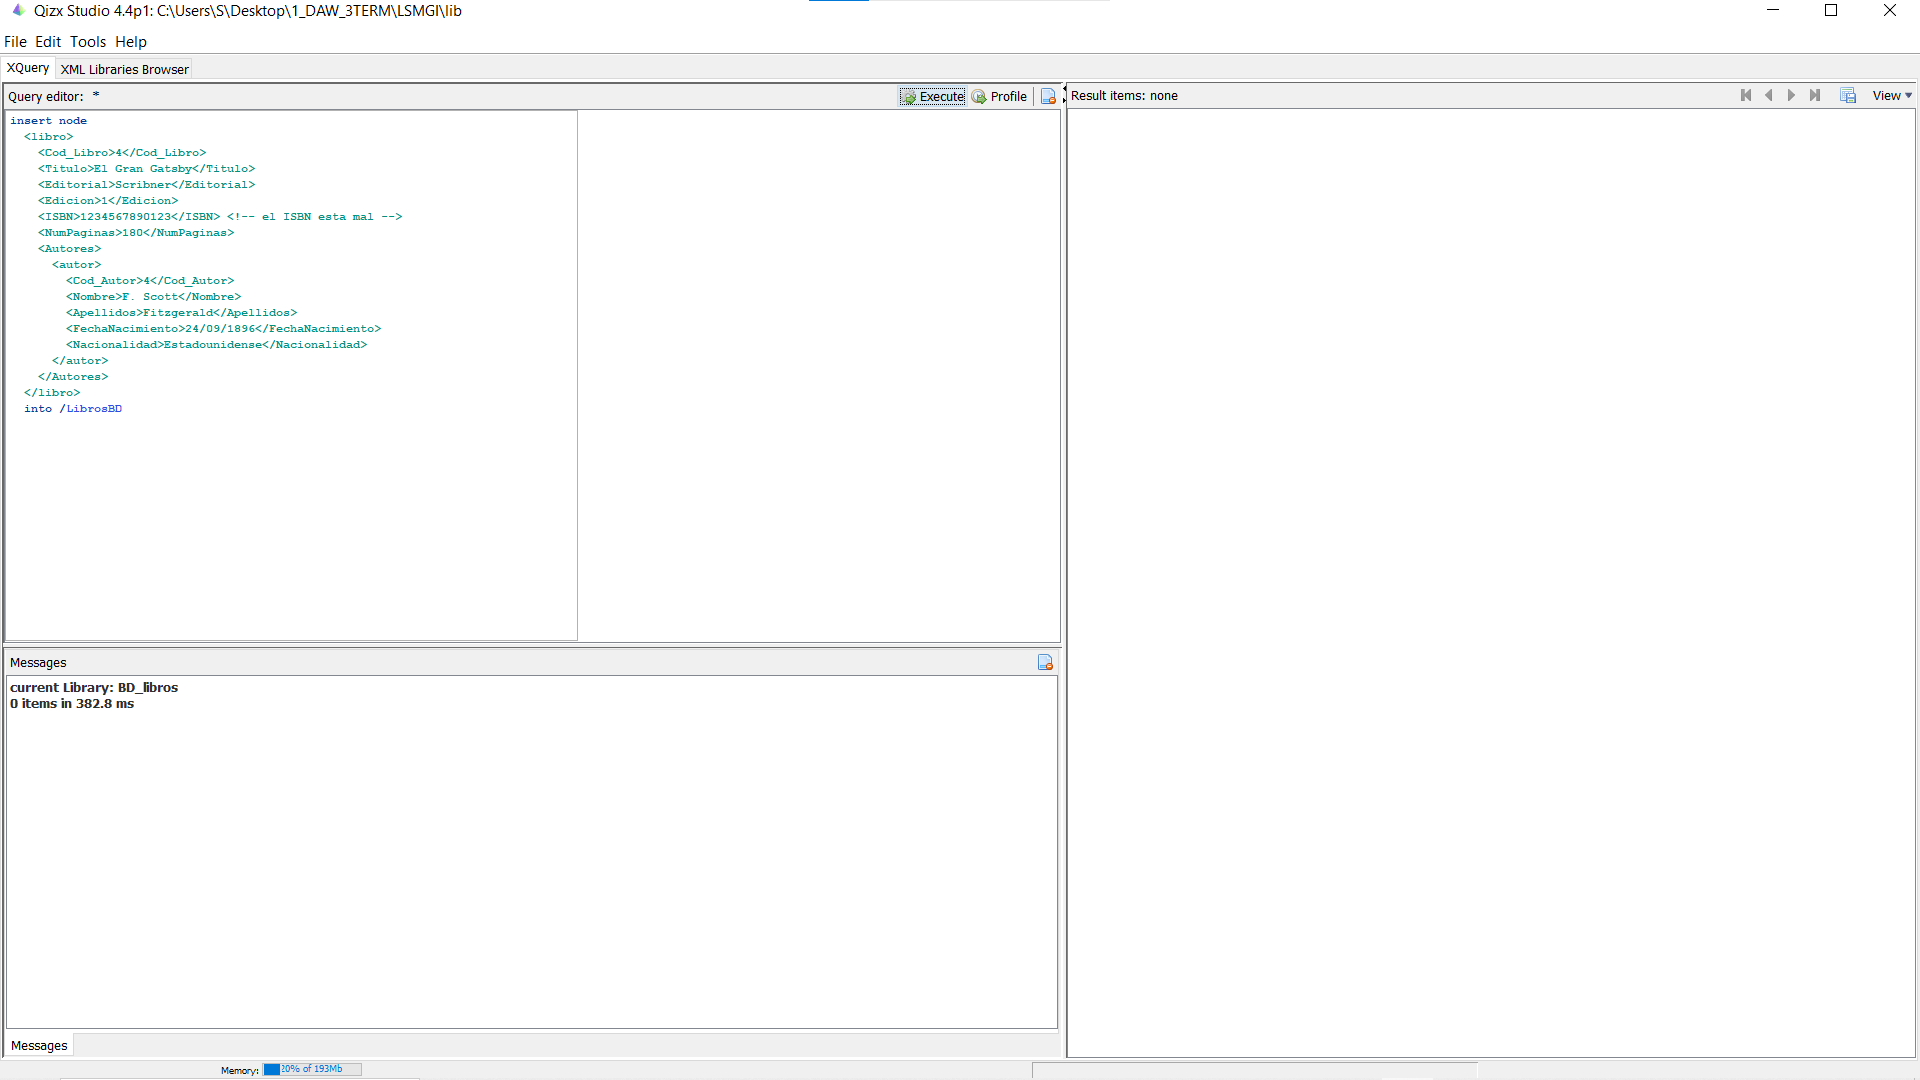 Qizx Studio 4.4p1: C:\Users\S\Desktop\1_DAW_3TERM\LSMGI\lib
File Edit Tools Help
XQuery XML Libraries Browser
Query editor: * Execute Profile
insert node
<libro>
<Cod_Libro>4</Cod_Libro>
<Titulo>El Gran Gatsby</Titulo>
<Editorial>Scribner</Editorial>
<Edicion>1</Edicion>
<ISBN>1234567890123</ISBN> <!-- el ISBN esta mal -->
<NumPaginas>180</NumPaginas>
<Autores>
<autor>
<Cod_Autor>4</Cod_Autor>
<Nombre>F. Scott</Nombre>
<Apellidos>Fitzgerald</Apellidos>
<FechaNacimiento>24/09/1896</FechaNacimiento>
<Nacionalidad>Estadounidense</Nacionalidad>
</autor>
</Autores>
</libro>
into /LibrosBD
Result items: none View
Messages
current Library: BD_libros
0 items in 382.8 ms
Messages
Memory: 20% of 193Mb